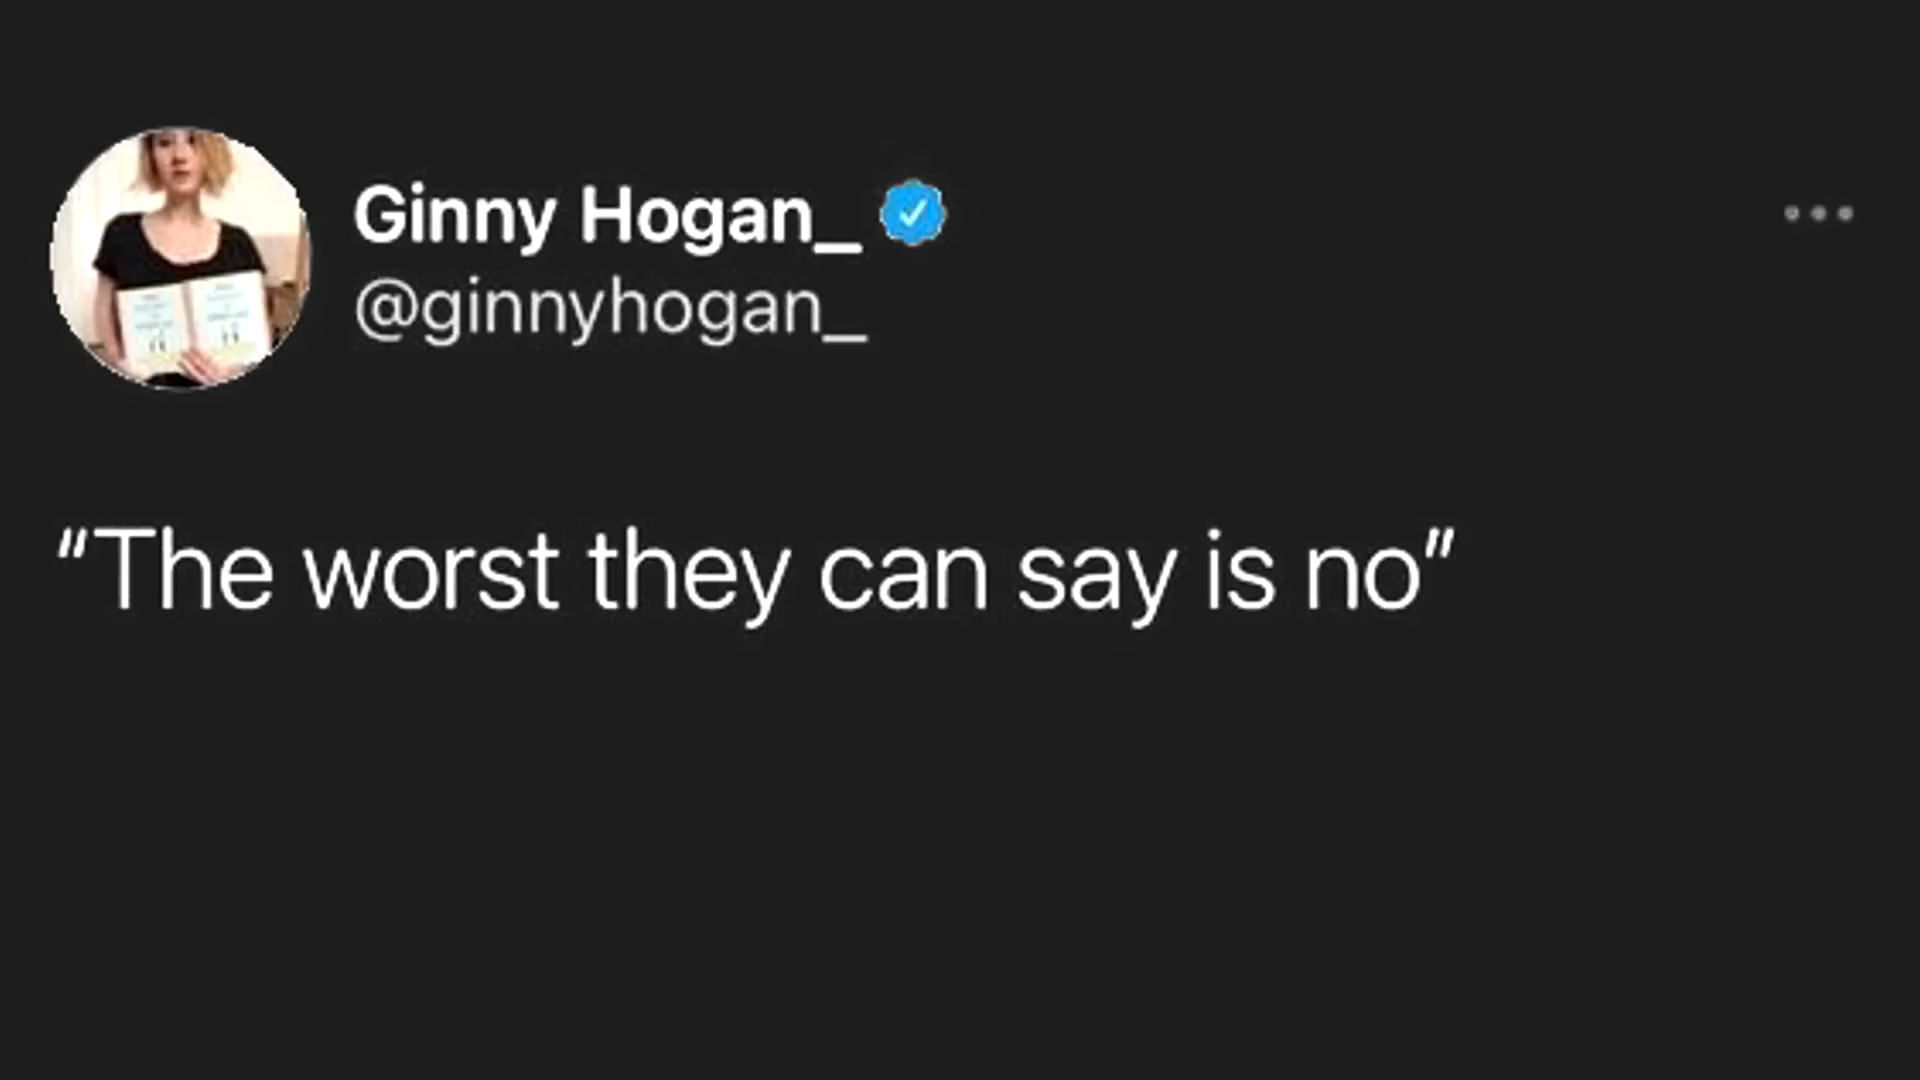 Ginny Hogan_
@ginnyhogan_
“The worst they can say is no”